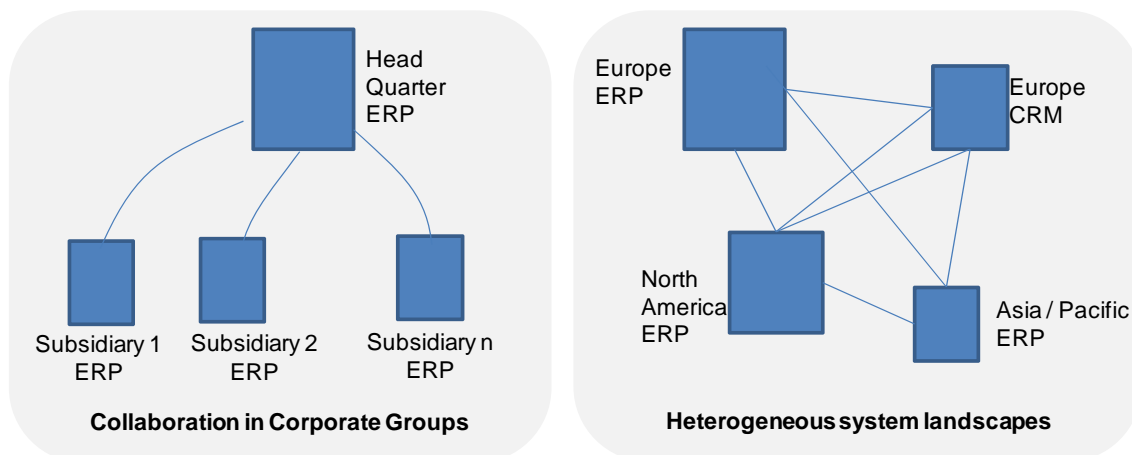 Head
Quarter
ERP
Subsidiary 1
ERP
Subsidiary 2
ERP
Subsidiary n
ERP
Collaboration in Corporate Groups
Europe
ERP
Europe
CRM
North
America
ERP
Asia / Pacific
ERP
Heterogeneous system landscapes